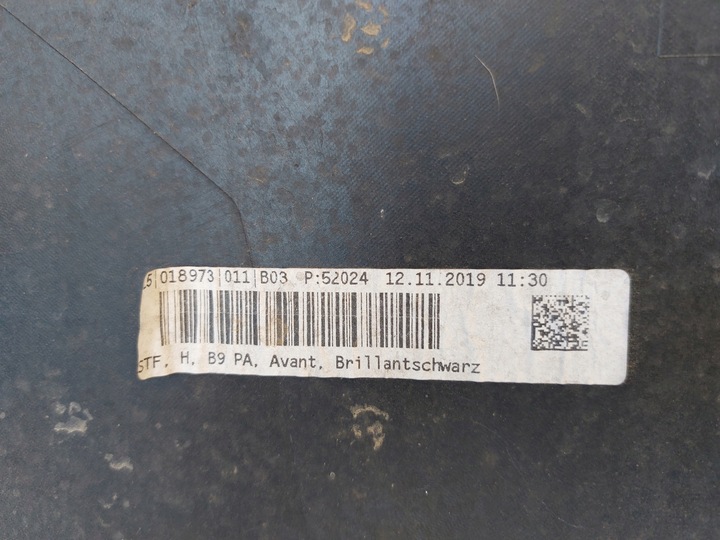 5|018973|011|B03 P:52024 12.11.2019 11:30
STF, H, B9 PA, Avant, Brillantschwarz